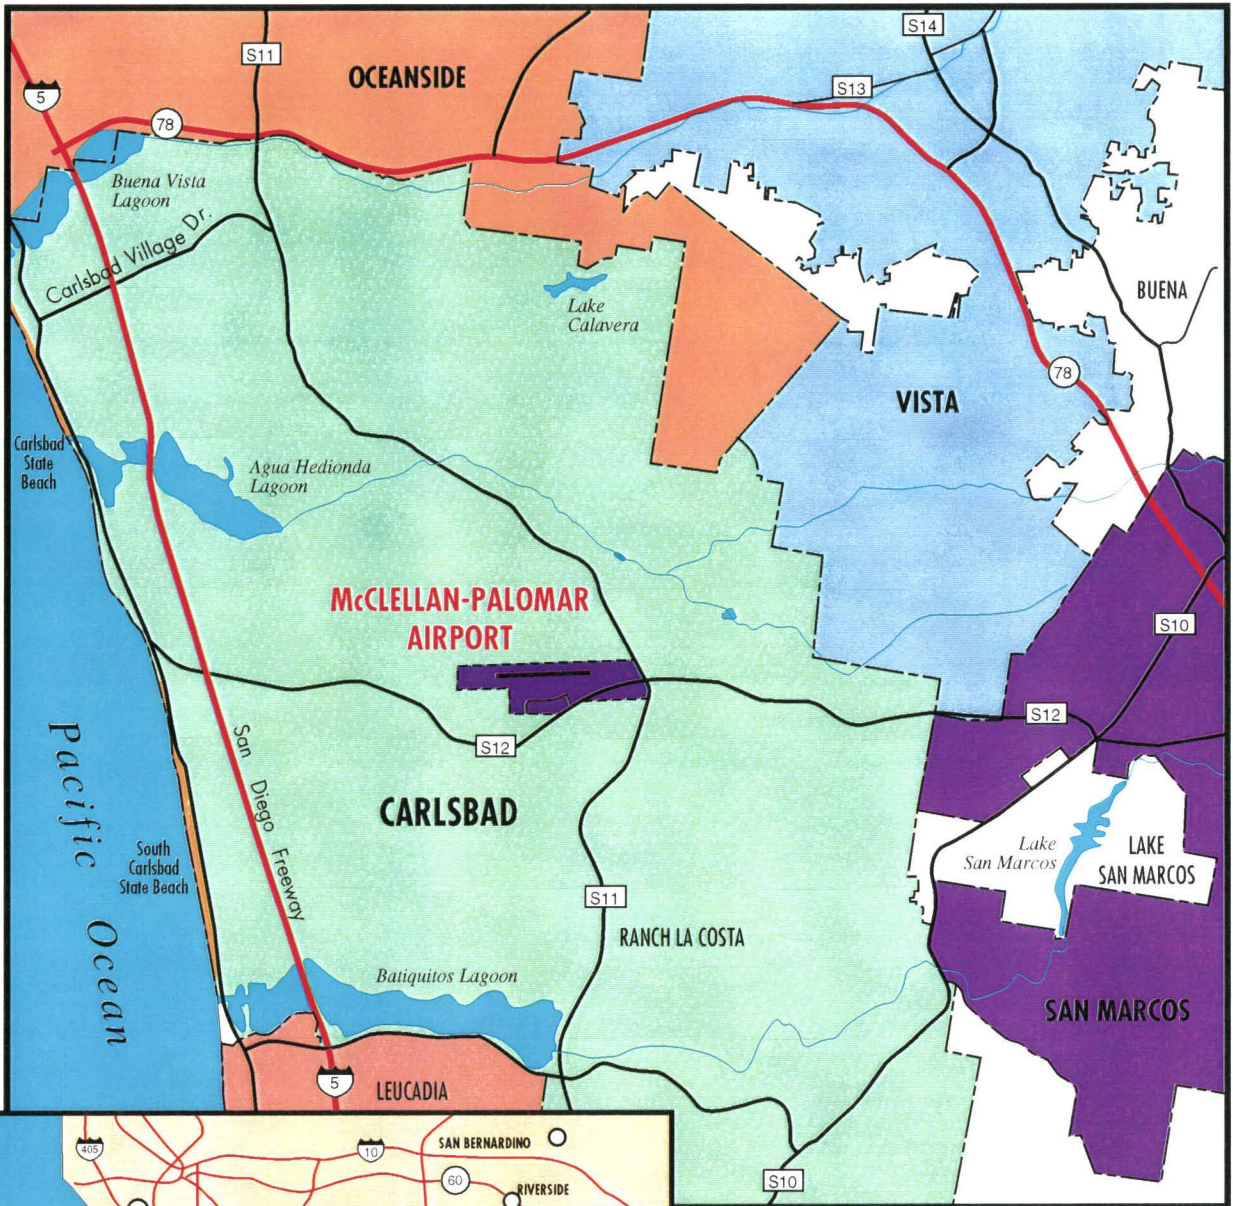 S11
S14
OCEANSIDE
5
S13
78
Buena Vista
Lagoon
Carlsbad Village Dr.
Lake
Calavera
BUENA
78
VISTA
Carlsbad
State
Beach
Agua Hedionda
Lagoon
McCLELLAN-PALOMAR
AIRPORT
S10
S12
S12
San Diego Freeway
Pacific Ocean
CARLSBAD
South
Carlsbad
State Beach
Lake
San Marcos
LAKE
SAN MARCOS
S11
RANCH LA COSTA
Batiquitos Lagoon
SAN MARCOS
5
LEUCADIA
405
10
SAN BERNARDINO
60
RIVERSIDE
S10